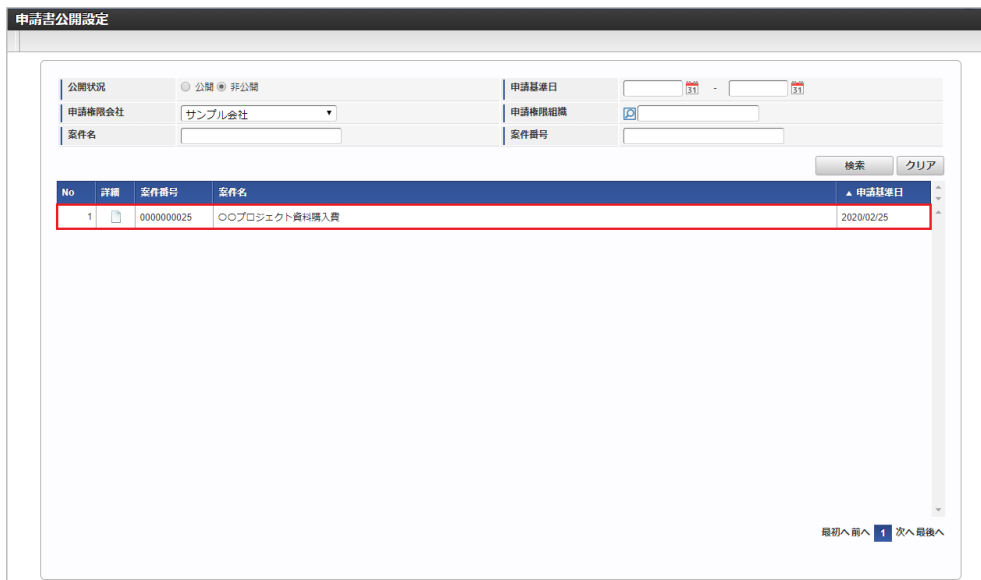 申請書公開設定
公開状況 公開 非公開 申請基準日 31 - 31
申請権限会社 サンプル会社 ▼ 申請権限組織
案件名 案件番号
検索 クリア
No 詳細 案件番号 案件名 ▲ 申請基準日
1 0000000025 〇〇プロジェクト資料購入費 2020/02/25
最初へ 前へ 1 次へ 最後へ